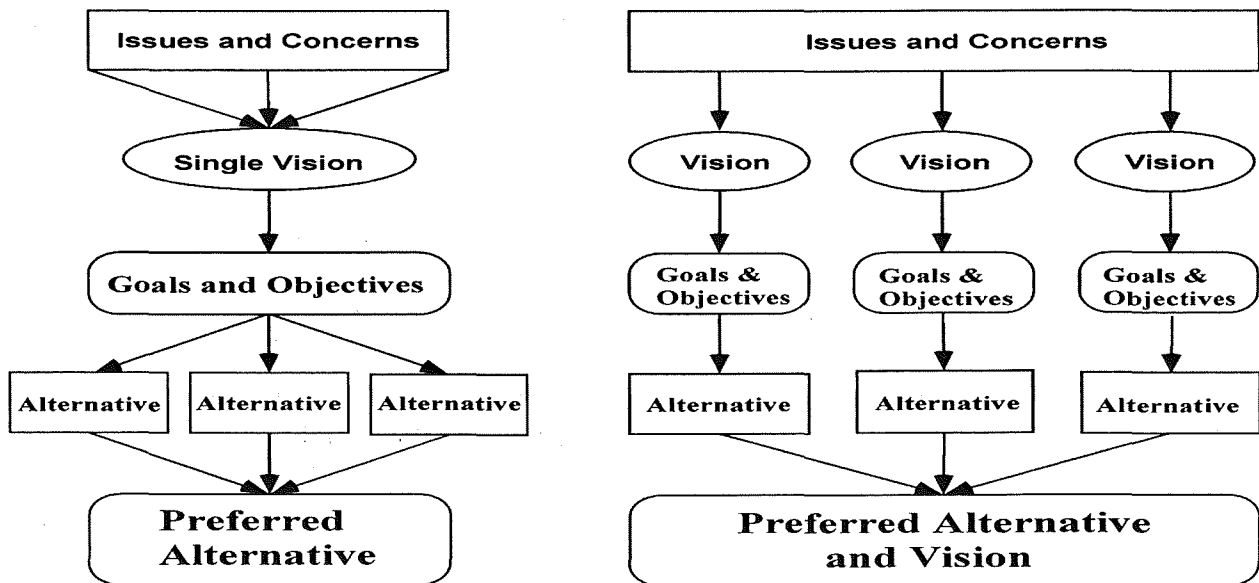 Issues and Concerns
Single Vision
Goals and Objectives
Alternative
Alternative
Alternative
Preferred
Alternative
Issues and Concerns
Vision
Vision
Vision
Goals &
Objectives
Goals &
Objectives
Goals &
Objectives
Alternative
Alternative
Alternative
Preferred Alternative
and Vision